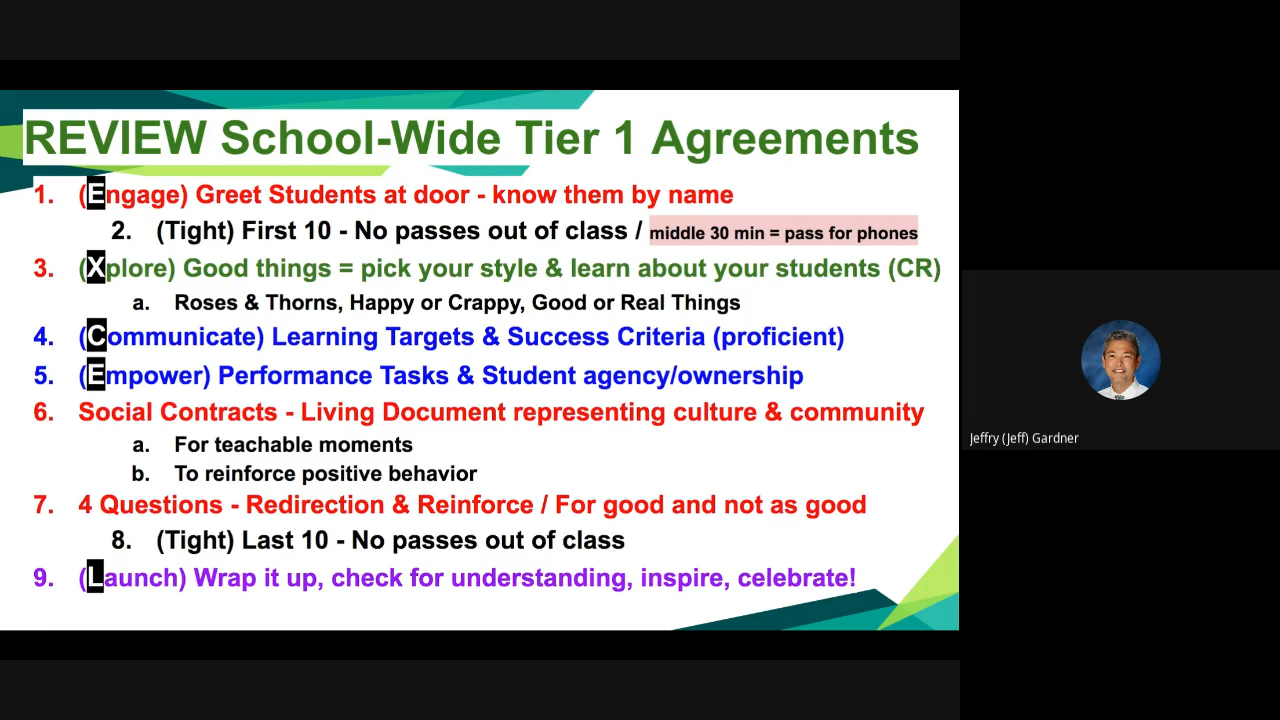 REVIEW School-Wide Tier 1 Agreements
1. (Engage) Greet Students at door - know them by name
2. (Tight) First 10 - No passes out of class / middle 30 min = pass for phones
3. (Xplore) Good things = pick your style & learn about your students (CR)
a. Roses & Thorns, Happy or Crappy, Good or Real Things
4. (Communicate) Learning Targets & Success Criteria (proficient)
5. (Empower) Performance Tasks & Student agency/ownership
6. Social Contracts - Living Document representing culture & community
a. For teachable moments
b. To reinforce positive behavior
7. 4 Questions - Redirection & Reinforce / For good and not as good
8. (Tight) Last 10 - No passes out of class
9. (Launch) Wrap it up, check for understanding, inspire, celebrate!
Jeffry (Jeff) Gardner